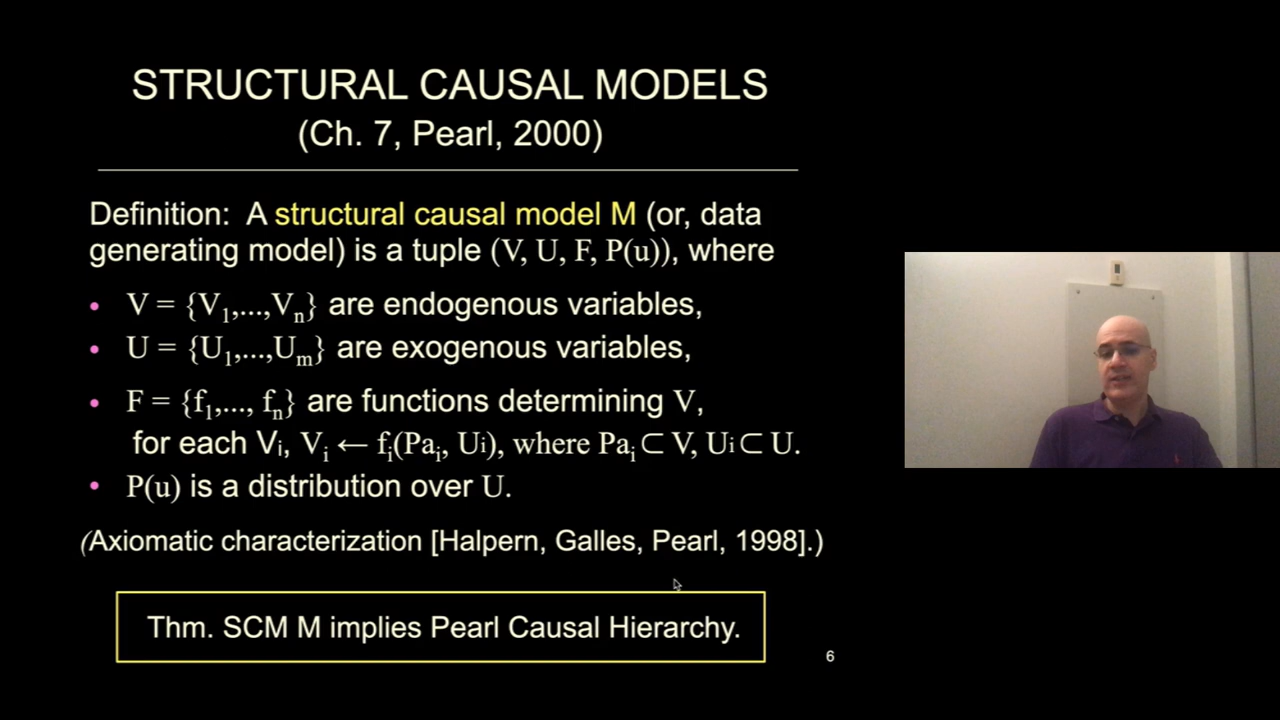 STRUCTURAL CAUSAL MODELS
(Ch. 7, Pearl, 2000)
Definition: A structural causal model M (or, data
generating model) is a tuple (V, U, F, P(u)), where
• V = {V₁,...,Vₙ} are endogenous variables,
• U = {U₁,...,Uₘ} are exogenous variables,
• F = {f₁,..., fₙ} are functions determining V,
for each Vᵢ, Vᵢ ← fᵢ(Paᵢ, Uᵢ), where Paᵢ ⊂ V, Uᵢ ⊂ U.
• P(u) is a distribution over U.
(Axiomatic characterization [Halpern, Galles, Pearl, 1998].)
Thm. SCM M implies Pearl Causal Hierarchy.
6